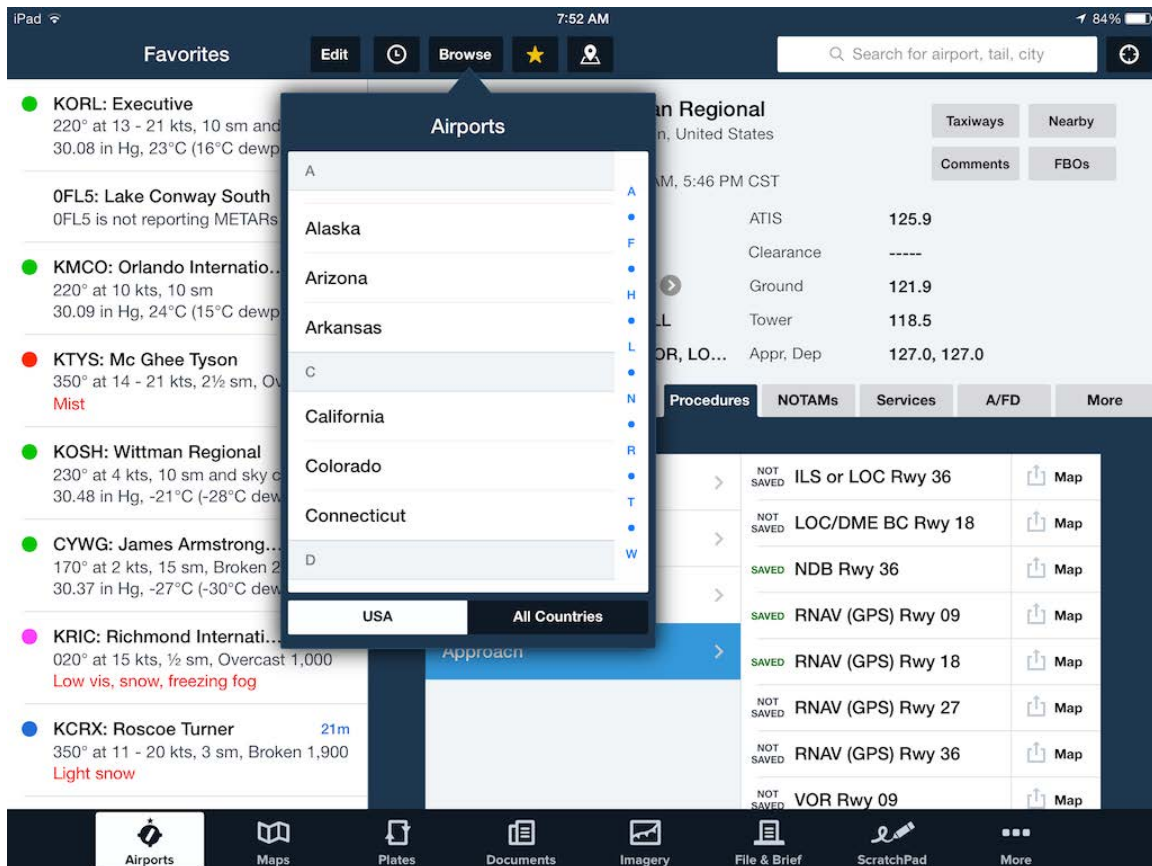 iPad 7:52 AM 84%
Favorites Edit Browse Search for airport, tail, city
KORL: Executive
220° at 13 - 21 kts, 10 sm and
30.08 in Hg, 23°C (16°C dewp
0FL5: Lake Conway South
0FL5 is not reporting METARs
KMCO: Orlando Internatio...
220° at 10 kts, 10 sm
30.09 in Hg, 24°C (15°C dewp
KTYS: Mc Ghee Tyson
350° at 14 - 21 kts, 2½ sm, Ov
Mist
KOSH: Wittman Regional
230° at 4 kts, 10 sm and sky c
30.48 in Hg, -21°C (-28°C dew
CYWG: James Armstrong...
170° at 2 kts, 15 sm, Broken 2
30.37 in Hg, -27°C (-30°C dew
KRIC: Richmond Internati...
020° at 15 kts, ½ sm, Overcast 1,000
Low vis, snow, freezing fog
KCRX: Roscoe Turner 21m
350° at 11 - 20 kts, 3 sm, Broken 1,900
Light snow
Airports
A
Alaska
Arizona
Arkansas
C
California
Colorado
Connecticut
D
A
F
H
L
N
R
T
W
USA All Countries
an Regional
n, United States
AM, 5:46 PM CST
Taxiways Nearby
Comments FBOs
ATIS 125.9
Clearance -----
Ground 121.9
LL Tower 118.5
OR, LO... Appr, Dep 127.0, 127.0
Procedures NOTAMs Services A/FD More
Approach
NOT SAVED ILS or LOC Rwy 36 Map
NOT SAVED LOC/DME BC Rwy 18 Map
SAVED NDB Rwy 36 Map
SAVED RNAV (GPS) Rwy 09 Map
SAVED RNAV (GPS) Rwy 18 Map
NOT SAVED RNAV (GPS) Rwy 27 Map
NOT SAVED RNAV (GPS) Rwy 36 Map
NOT SAVED VOR Rwy 09 Map
Airports Maps Plates Documents Imagery File & Brief ScratchPad More